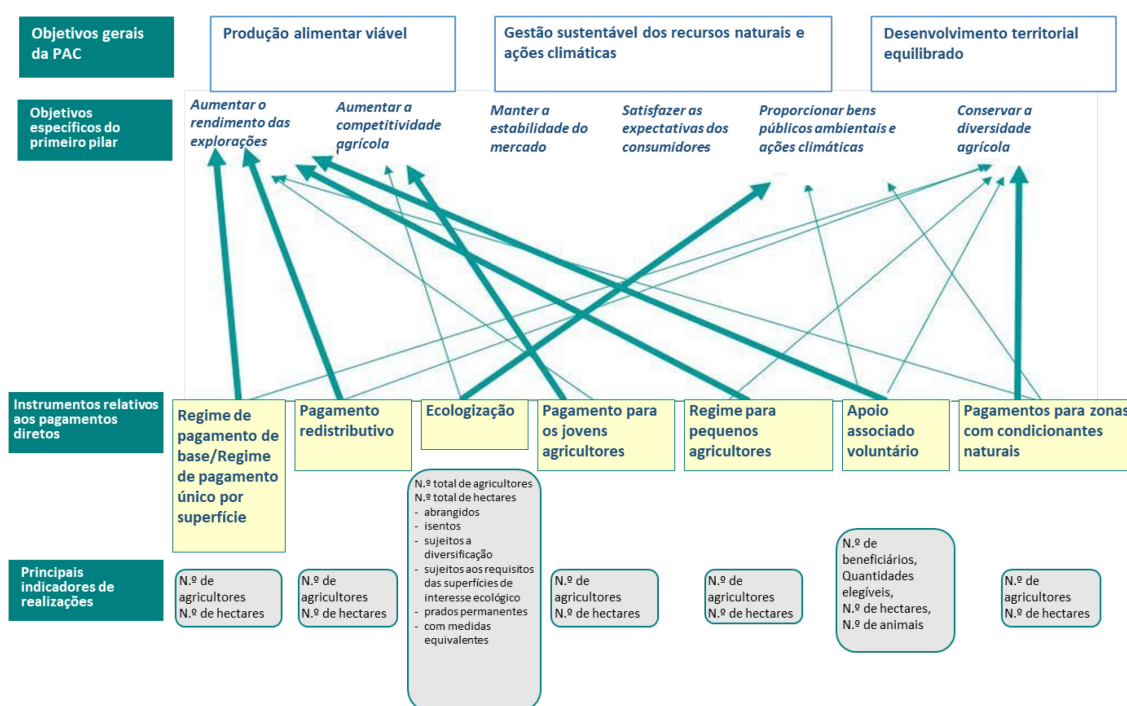 Objetivos gerais
da PAC
Produção alimentar viável
Gestão sustentável dos recursos naturais e
ações climáticas
Desenvolvimento territorial
equilibrado
Objetivos
específicos do
primeiro pilar
Aumentar o
rendimento das
explorações
Aumentar a
competitividade
agrícola
Manter a
estabilidade do
mercado
Satisfazer as
expectativas dos
consumidores
Proporcionar bens
públicos ambientais e
ações climáticas
Conservar a
diversidade
agrícola
Instrumentos relativos
aos pagamentos
diretos
Regime de
pagamento de
base/Regime
de pagamento
único por
superfície
Pagamento
redistributivo
Ecologização
Pagamento para
os jovens
agricultores
Regime para
pequenos
agricultores
Apoio
associado
voluntário
Pagamentos para zonas
com condicionantes
naturais
Principais
indicadores de
realizações
N.º de
agricultores
N.º de hectares
N.º de
agricultores
N.º de hectares
N.º total de agricultores
N.º total de hectares
- abrangidos
- isentos
- sujeitos a
diversificação
- sujeitos aos requisitos
das superfícies de
interesse ecológico
- prados permanentes
- com medidas
equivalentes
N.º de
agricultores
N.º de hectares
N.º de
agricultores
N.º de hectares
N.º de
beneficiários,
Quantidades
elegíveis,
N.º de hectares,
N.º de animais
N.º de
agricultores
N.º de hectares